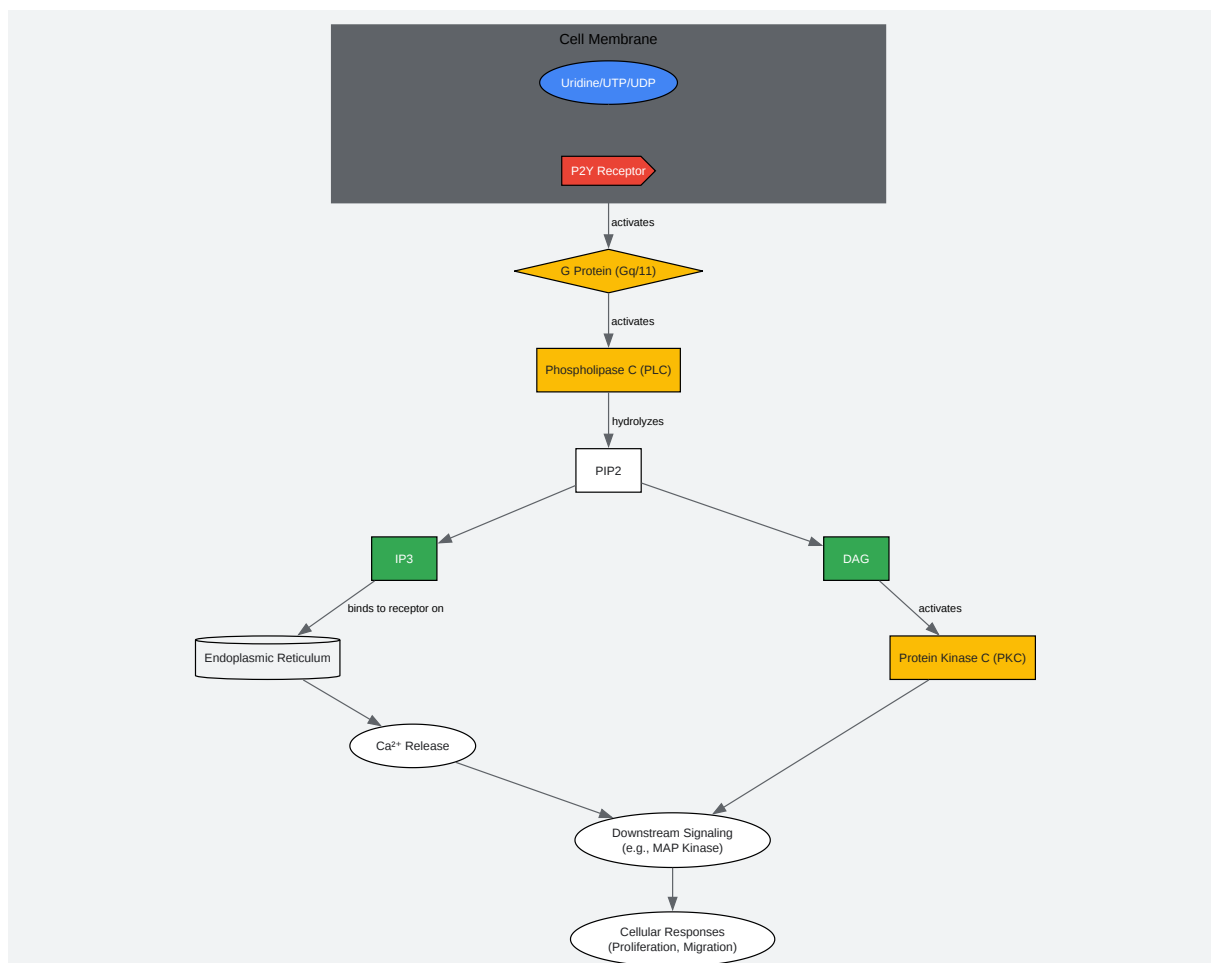 Cell Membrane
Uridine/UTP/UDP
P2Y Receptor
activates
G Protein (Gq/11)
activates
Phospholipase C (PLC)
hydrolyzes
PIP2
IP3
DAG
binds to receptor on
activates
Endoplasmic Reticulum
Protein Kinase C (PKC)
Ca²⁺ Release
Downstream Signaling
(e.g., MAP Kinase)
Cellular Responses
(Proliferation, Migration)